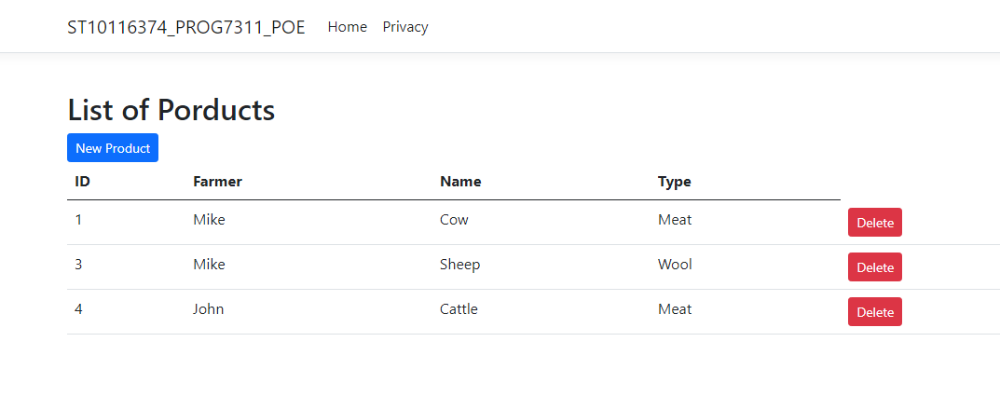 ST10116374_PROG7311_POE Home Privacy
List of Porducts
New Product
ID Farmer Name Type
1 Mike Cow Meat Delete
3 Mike Sheep Wool Delete
4 John Cattle Meat Delete